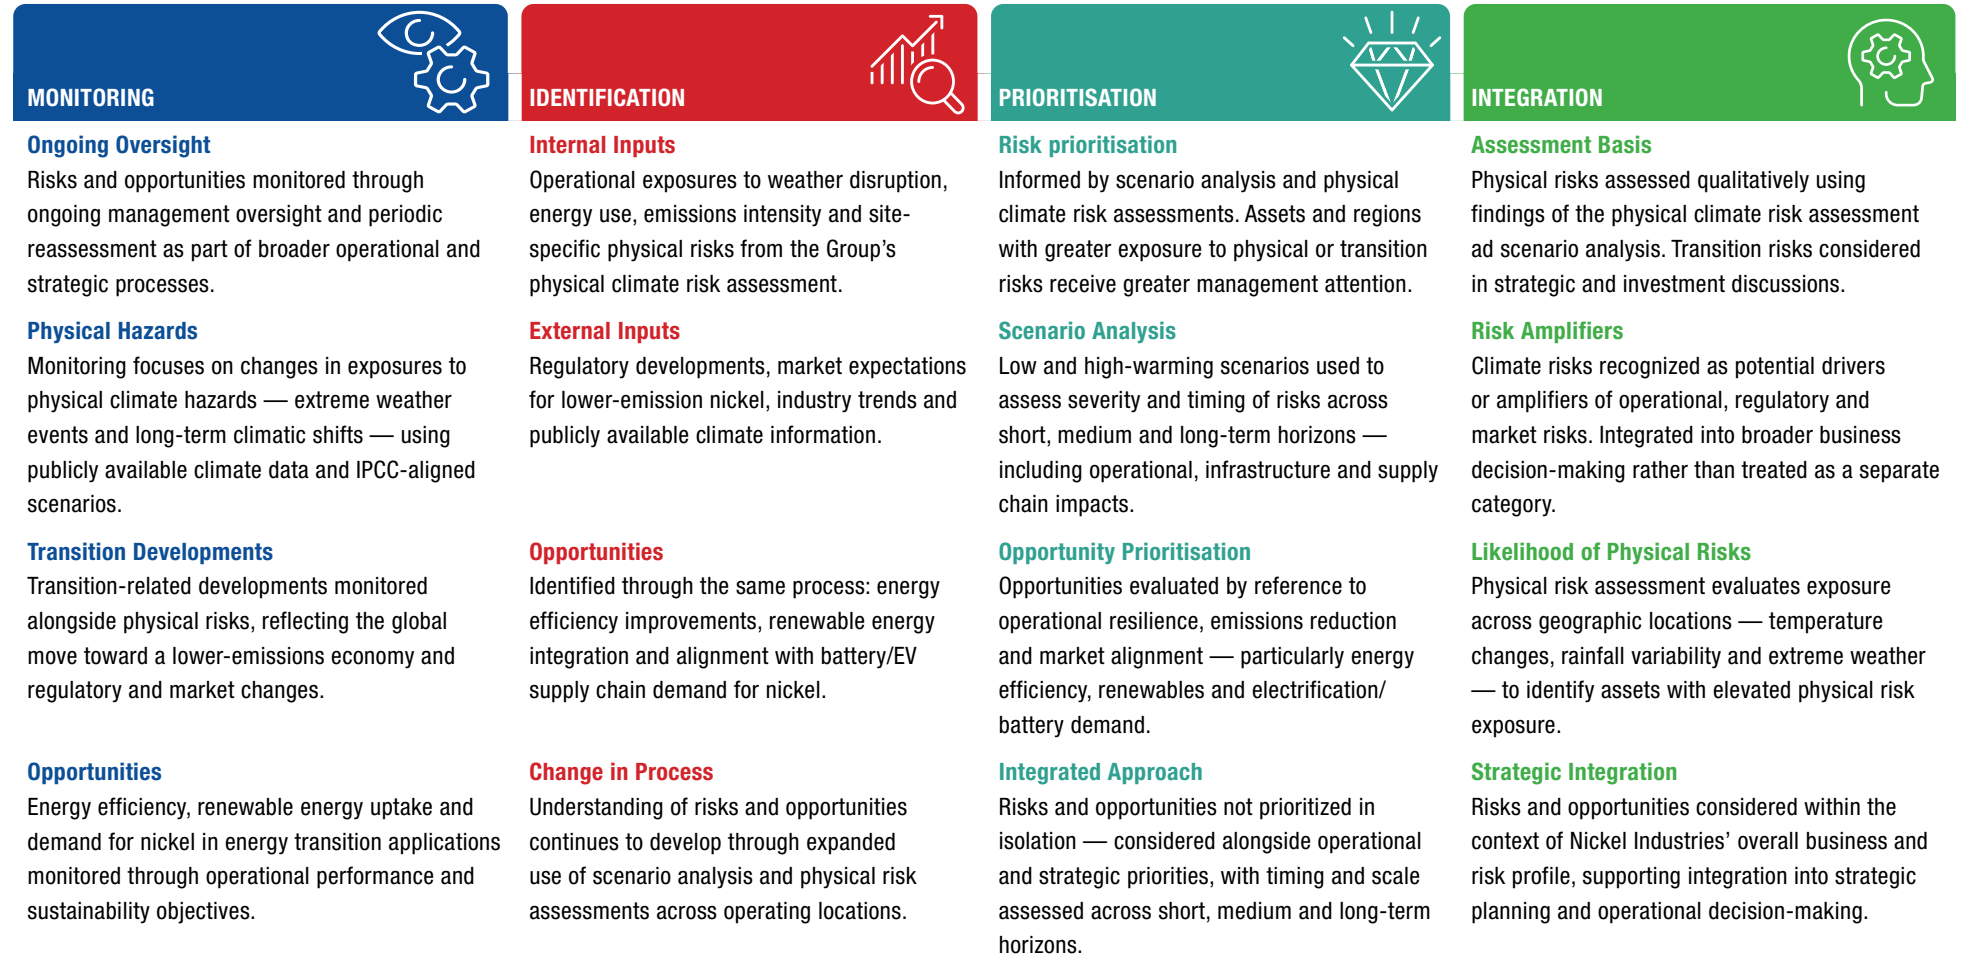 MONITORING
Ongoing Oversight
Risks and opportunities monitored through
ongoing management oversight and periodic
reassessment as part of broader operational and
strategic processes.
Physical Hazards
Monitoring focuses on changes in exposures to
physical climate hazards — extreme weather
events and long-term climatic shifts — using
publicly available climate data and IPCC-aligned
scenarios.
Transition Developments
Transition-related developments monitored
alongside physical risks, reflecting the global
move toward a lower-emissions economy and
regulatory and market changes.
Opportunities
Energy efficiency, renewable energy uptake and
demand for nickel in energy transition applications
monitored through operational performance and
sustainability objectives.
IDENTIFICATION
Internal Inputs
Operational exposures to weather disruption,
energy use, emissions intensity and site-
specific physical risks from the Group’s
physical climate risk assessment.
External Inputs
Regulatory developments, market expectations
for lower-emission nickel, industry trends and
publicly available climate information.
Opportunities
Identified through the same process: energy
efficiency improvements, renewable energy
integration and alignment with battery/EV
supply chain demand for nickel.
Change in Process
Understanding of risks and opportunities
continues to develop through expanded
use of scenario analysis and physical risk
assessments across operating locations.
PRIORITISATION
Risk prioritisation
Informed by scenario analysis and physical
climate risk assessments. Assets and regions
with greater exposure to physical or transition
risks receive greater management attention.
Scenario Analysis
Low and high-warming scenarios used to
assess severity and timing of risks across
short, medium and long-term horizons —
including operational, infrastructure and supply
chain impacts.
Opportunity Prioritisation
Opportunities evaluated by reference to
operational resilience, emissions reduction
and market alignment — particularly energy
efficiency, renewables and electrification/
battery demand.
Integrated Approach
Risks and opportunities not prioritized in
isolation — considered alongside operational
and strategic priorities, with timing and scale
assessed across short, medium and long-term
horizons.
INTEGRATION
Assessment Basis
Physical risks assessed qualitatively using
findings of the physical climate risk assessment
ad scenario analysis. Transition risks considered
in strategic and investment discussions.
Risk Amplifiers
Climate risks recognized as potential drivers
or amplifiers of operational, regulatory and
market risks. Integrated into broader business
decision-making rather than treated as a separate
category.
Likelihood of Physical Risks
Physical risk assessment evaluates exposure
across geographic locations — temperature
changes, rainfall variability and extreme weather
— to identify assets with elevated physical risk
exposure.
Strategic Integration
Risks and opportunities considered within the
context of Nickel Industries’ overall business and
risk profile, supporting integration into strategic
planning and operational decision-making.